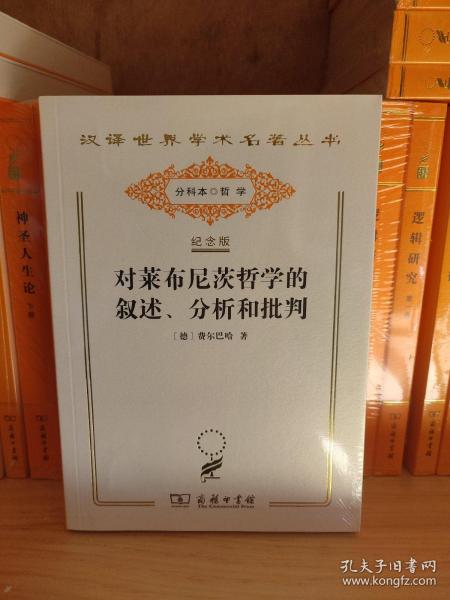 汉译世界学术名著丛书
分科本 哲学
纪念版
对莱布尼茨哲学的
叙述、分析和批判
[德] 费尔巴哈 著
商务印书馆
The Commercial Press
神圣人生论
下册
逻辑研究
孔夫子旧书网
www.kongfz.com